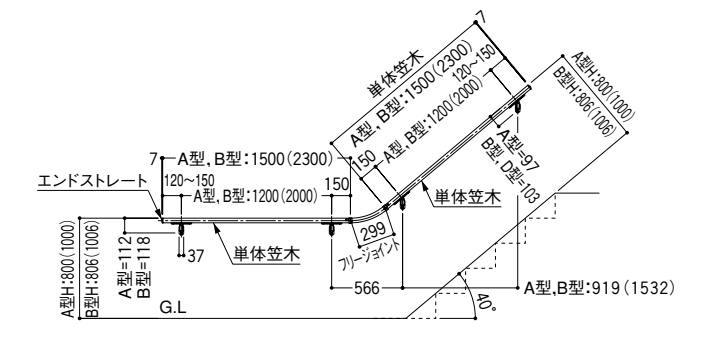 7
単体笠木
A型，B型：1500（2300）
120〜150
A型，B型：1200（2000）
150
A型H：800（1000）
B型H：806（1006）
A型=97
B型，D型=103
単体笠木
7
A型，B型：1500（2300）
エンドストレート
120〜150
150
A型，B型：1200（2000）
299
フリージョイント
A型H：800（1000）
B型H：806（1006）
A型=112
B型=118
37
単体笠木
566
A型，B型：919（1532）
G.L
40°